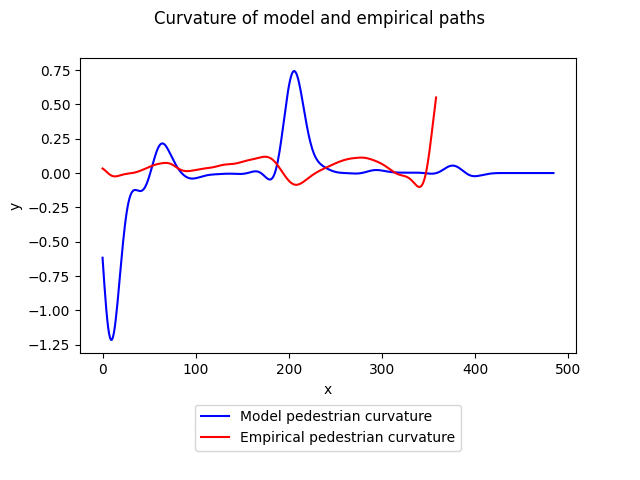 Curvature of model and empirical paths
0.75
0.50
0.25
0.00
−0.25
−0.50
−0.75
−1.00
−1.25
y
0 100 200 300 400 500
x
Model pedestrian curvature
Empirical pedestrian curvature